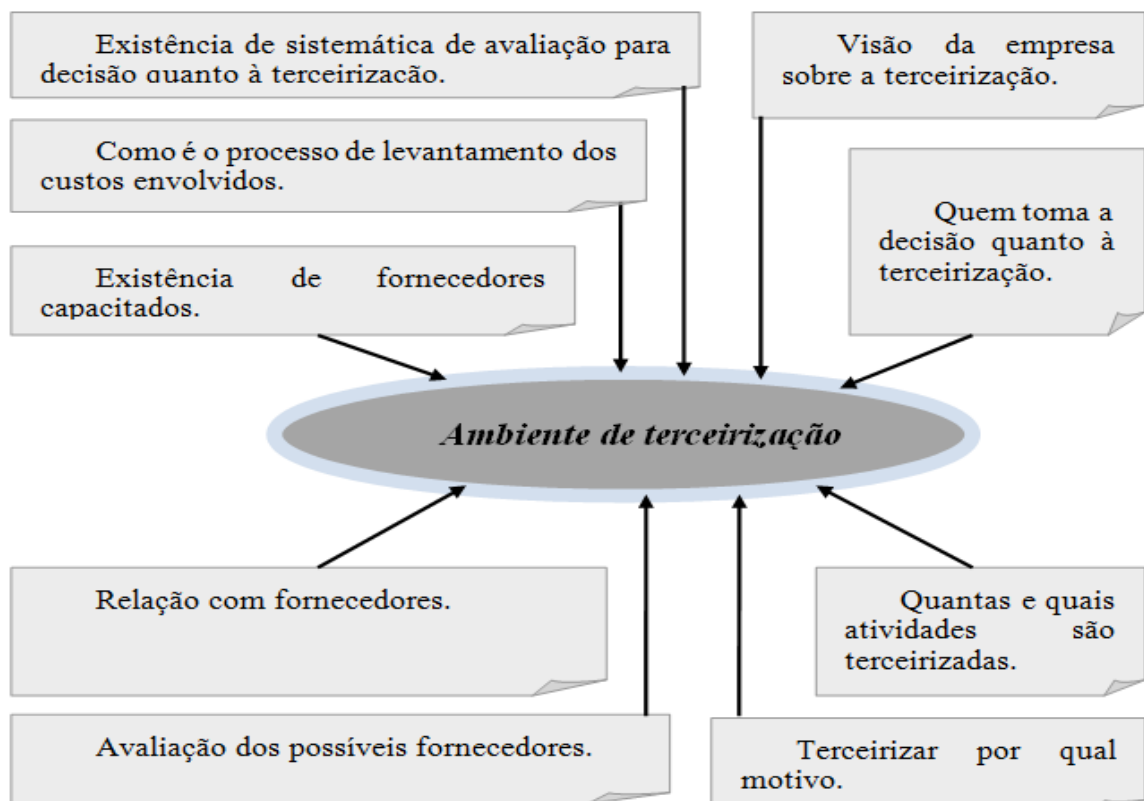 Existência de sistemática de avaliação para
decisão quanto à terceirização.
Visão da empresa
sobre a terceirização.
Como é o processo de levantamento dos
custos envolvidos.
Quem toma a
decisão quanto à
terceirização.
Existência de fornecedores
capacitados.
Ambiente de terceirização
Relação com fornecedores.
Quantas e quais
atividades são
terceirizadas.
Avaliação dos possíveis fornecedores.
Terceirizar por qual
motivo.